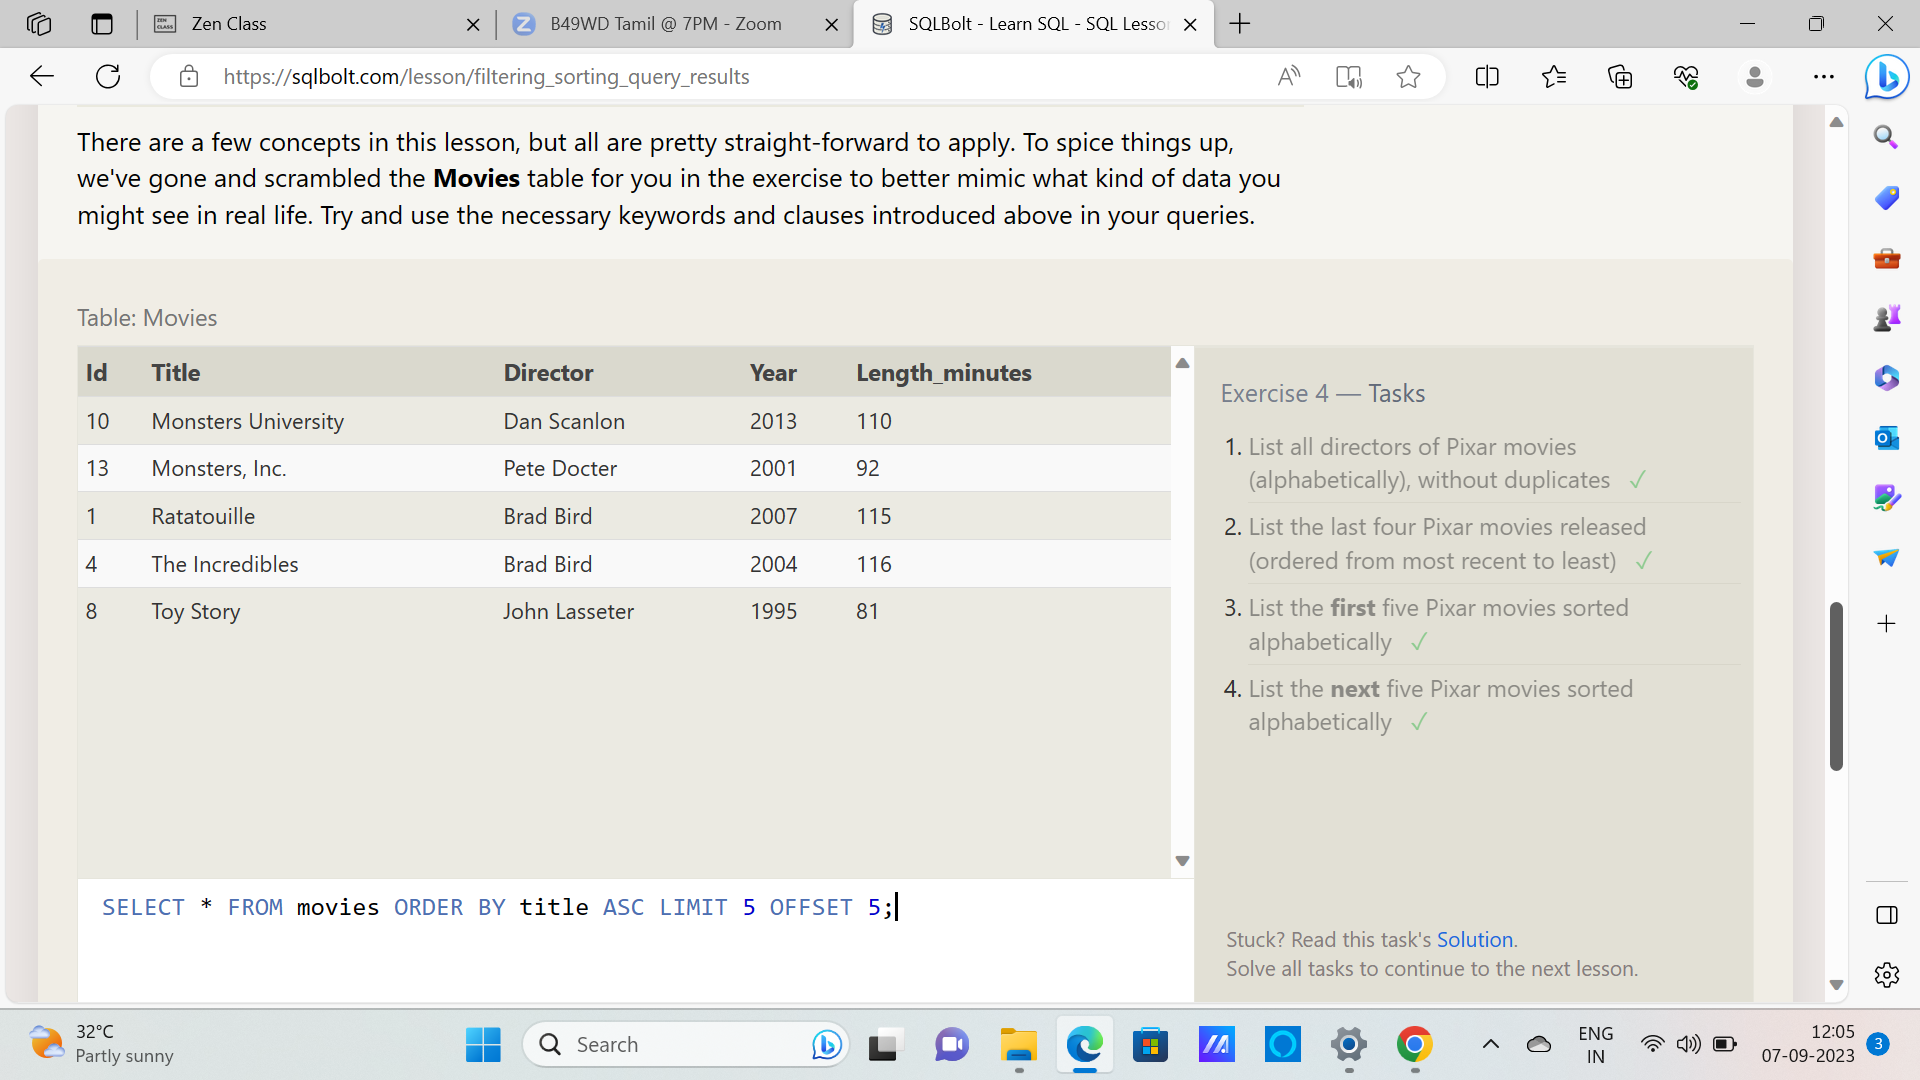 Zen Class
B49WD Tamil @ 7PM - Zoom
SQLBolt - Learn SQL - SQL Lesso
https://sqlbolt.com/lesson/filtering_sorting_query_results
There are a few concepts in this lesson, but all are pretty straight-forward to apply. To spice things up,
we've gone and scrambled the Movies table for you in the exercise to better mimic what kind of data you
might see in real life. Try and use the necessary keywords and clauses introduced above in your queries.
Table: Movies
Id Title Director Year Length_minutes
10 Monsters University Dan Scanlon 2013 110
13 Monsters, Inc. Pete Docter 2001 92
1 Ratatouille Brad Bird 2007 115
4 The Incredibles Brad Bird 2004 116
8 Toy Story John Lasseter 1995 81
SELECT * FROM movies ORDER BY title ASC LIMIT 5 OFFSET 5;
Exercise 4 — Tasks
1. List all directors of Pixar movies
(alphabetically), without duplicates ✓
2. List the last four Pixar movies released
(ordered from most recent to least) ✓
3. List the first five Pixar movies sorted
alphabetically ✓
4. List the next five Pixar movies sorted
alphabetically ✓
Stuck? Read this task's Solution.
Solve all tasks to continue to the next lesson.
32°C
Partly sunny
Search
ENG
IN
12:05
07-09-2023
3